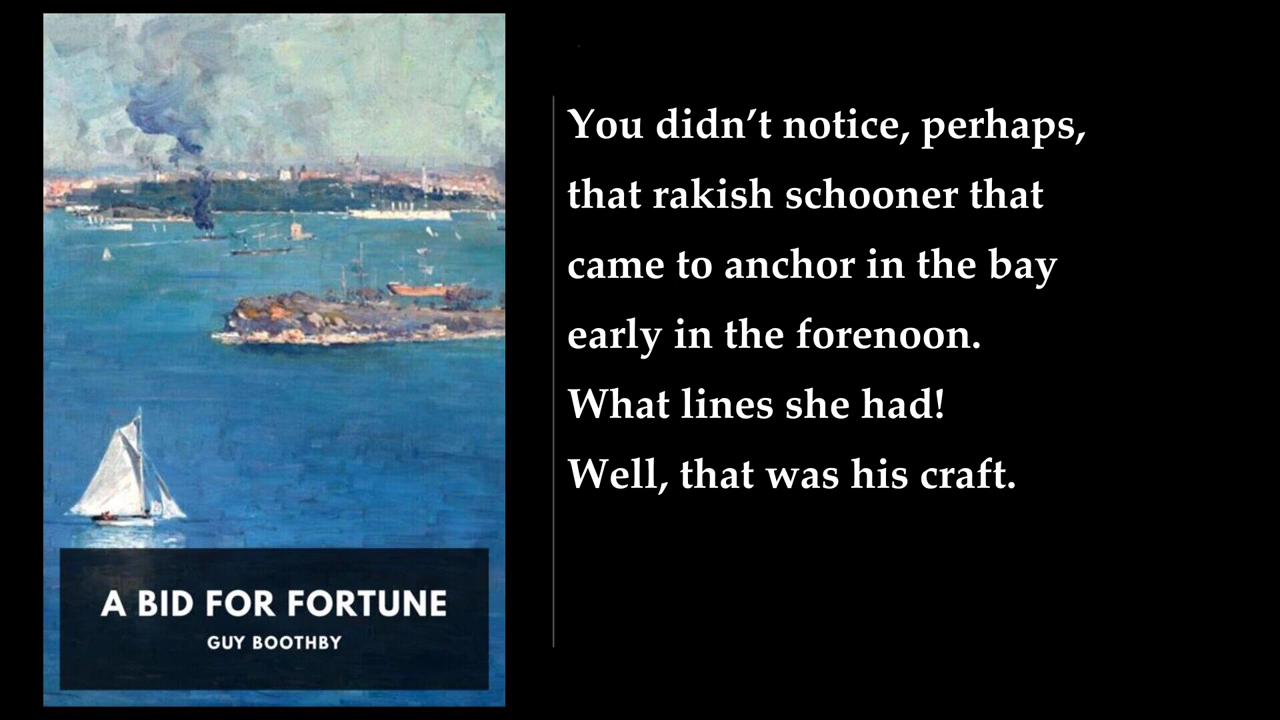 You didn’t notice, perhaps,
that rakish schooner that
came to anchor in the bay
early in the forenoon.
What lines she had!
Well, that was his craft.
A BID FOR FORTUNE
GUY BOOTHBY